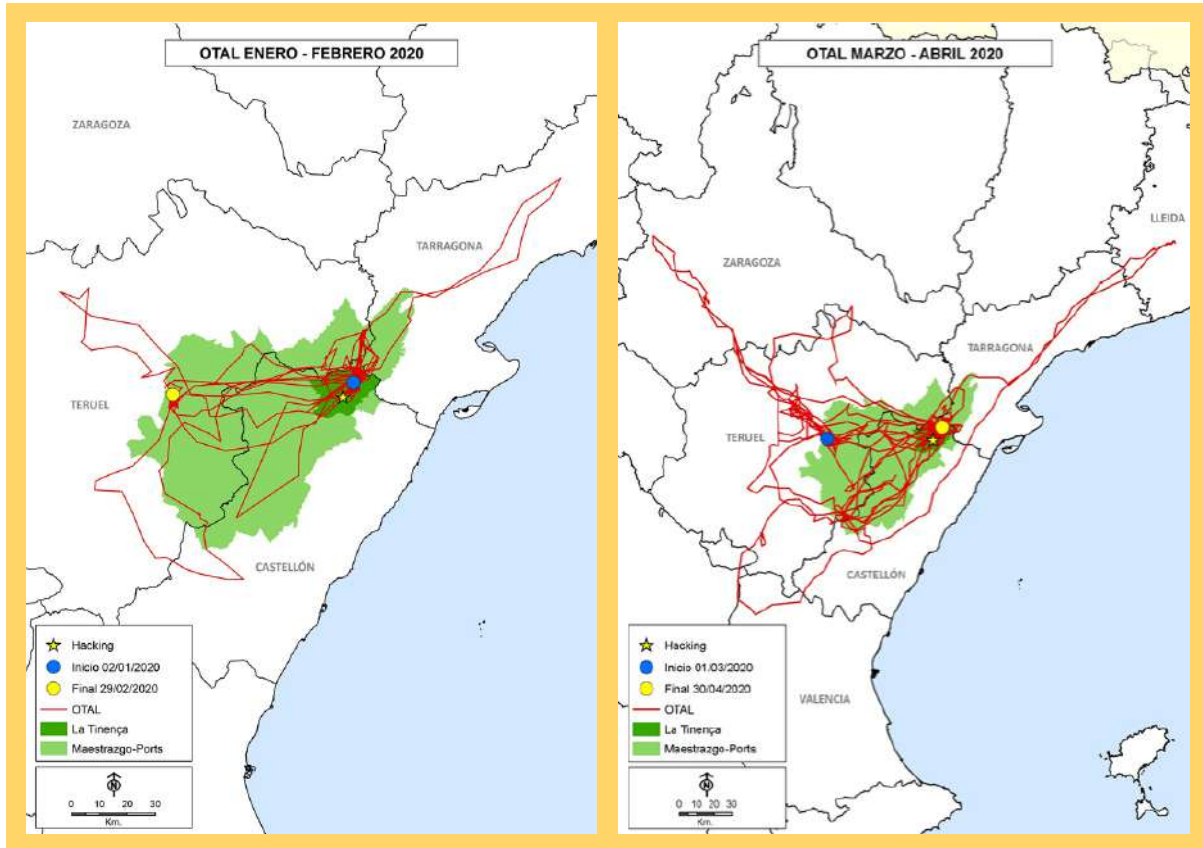 OTAL ENERO - FEBRERO 2020
ZARAGOZA
TARRAGONA
TERUEL
CASTELLÓN
Hacking
Inicio 02/01/2020
Final 29/02/2020
OTAL
La Tinença
Maestrazgo-Ports
N
0 10 20 30
Km.
OTAL MARZO - ABRIL 2020
LLEIDA
ZARAGOZA
TARRAGONA
TERUEL
CASTELLÓN
VALENCIA
Hacking
Inicio 01/03/2020
Final 30/04/2020
OTAL
La Tinença
Maestrazgo-Ports
N
0 10 20 30
Km.